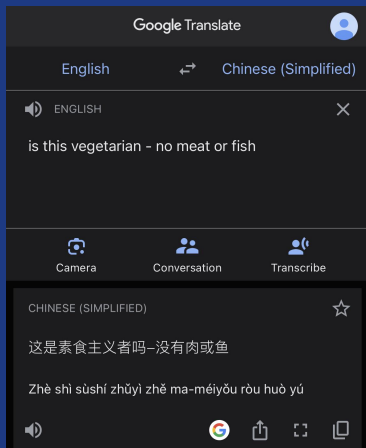 Google Translate
English Chinese (Simplified)
ENGLISH
is this vegetarian - no meat or fish
Camera Conversation Transcribe
CHINESE (SIMPLIFIED)
这是素食主义者吗–没有肉或鱼
Zhè shì sùshí zhǔyì zhě ma-méiyǒu ròu huò yú